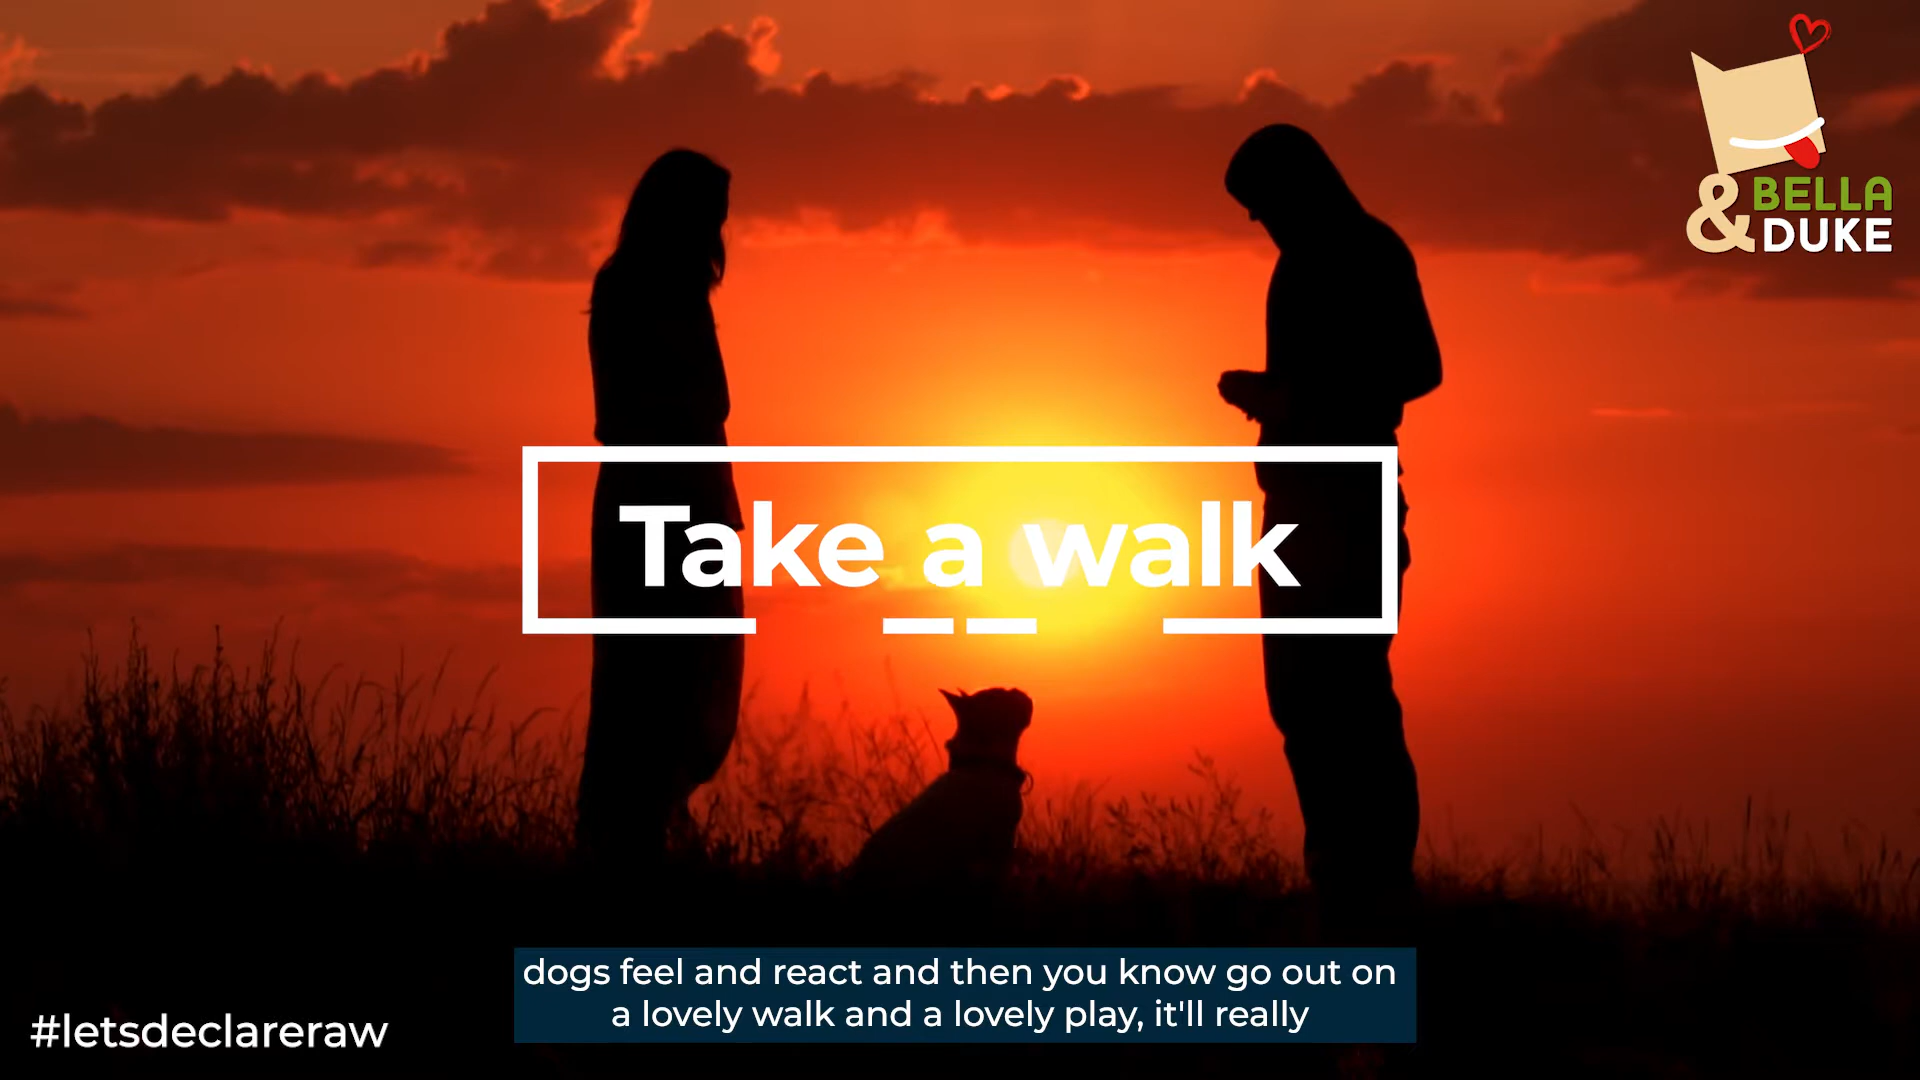 & BELLA
DUKE
Take a walk
dogs feel and react and then you know go out on
a lovely walk and a lovely play, it'll really
#letsdeclareraw